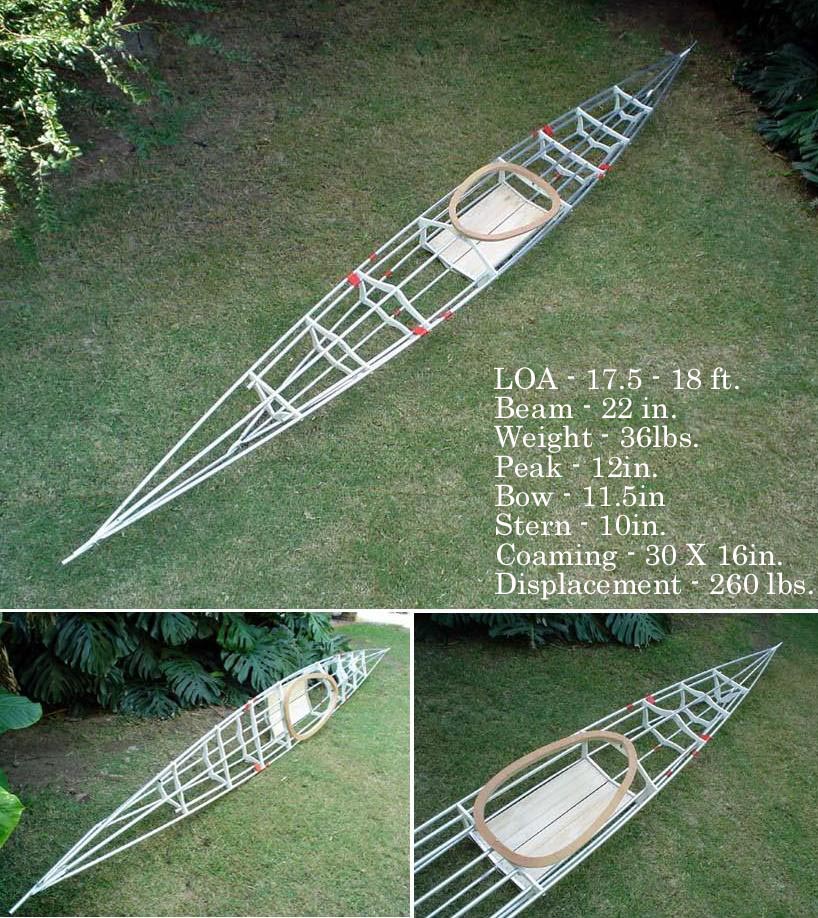 LOA - 17.5 - 18 ft.
Beam - 22 in.
Weight - 36lbs.
Peak - 12in.
Bow - 11.5in
Stern - 10in.
Coaming - 30 X 16in.
Displacement - 260 lbs.